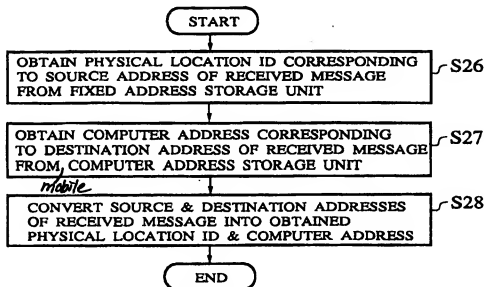 START
OBTAIN PHYSICAL LOCATION ID CORRESPONDING
TO SOURCE ADDRESS OF RECEIVED MESSAGE
FROM FIXED ADDRESS STORAGE UNIT
S26
OBTAIN COMPUTER ADDRESS CORRESPONDING
TO DESTINATION ADDRESS OF RECEIVED MESSAGE
FROM COMPUTER ADDRESS STORAGE UNIT
S27
mobile
CONVERT SOURCE & DESTINATION ADDRESSES
OF RECEIVED MESSAGE INTO OBTAINED
PHYSICAL LOCATION ID & COMPUTER ADDRESS
S28
END